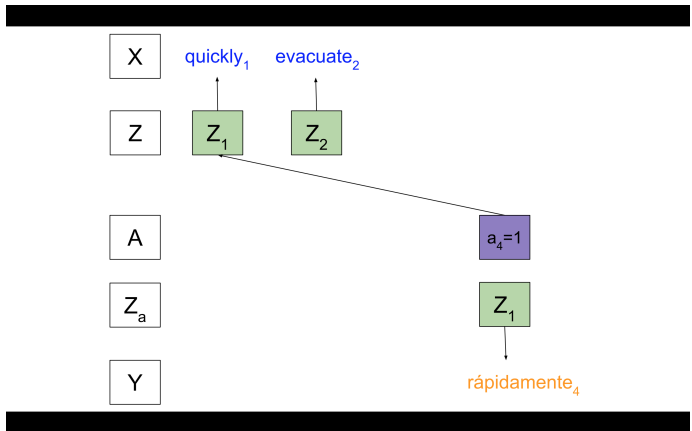 X quickly₁ evacuate₂
Z Z₁ Z₂
A a₄=1
Zₐ Z₁
Y rápidamente₄